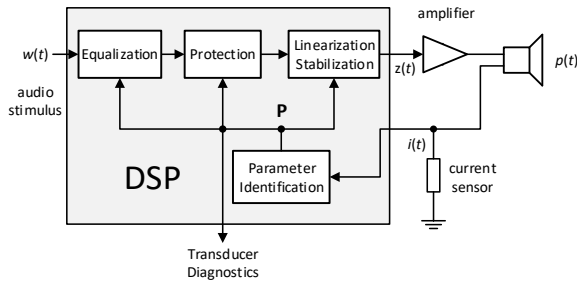 amplifier
w(t)
Equalization
Protection
Linearization
Stabilization
z(t)
p(t)
audio
stimulus
P
i(t)
DSP
Parameter
Identification
current
sensor
Transducer
Diagnostics